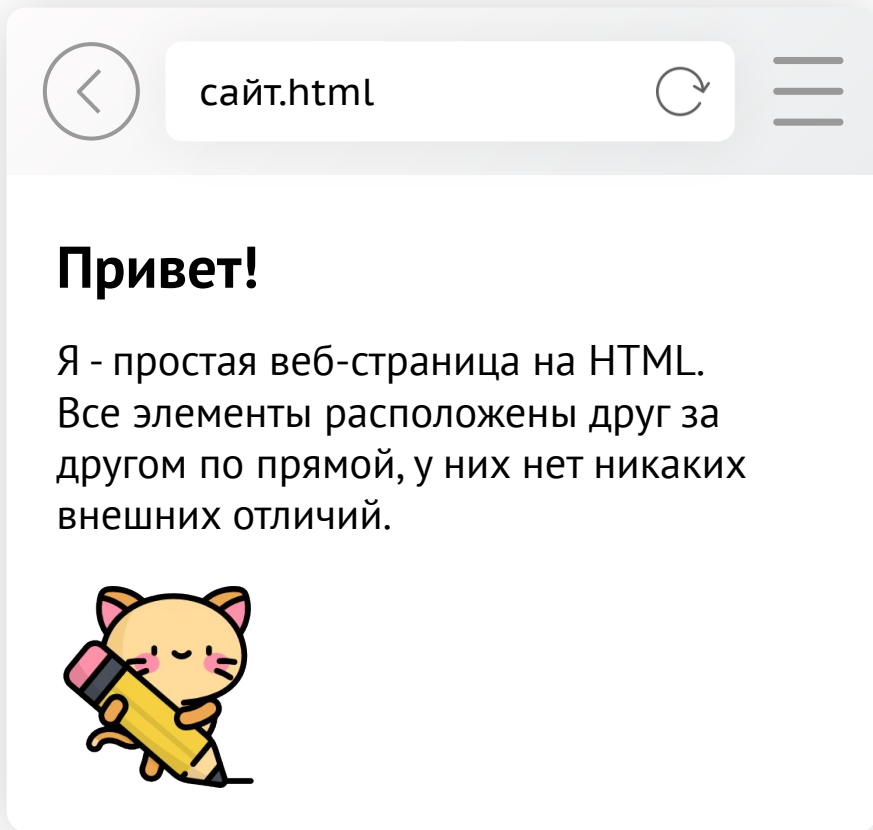 сайт.html
Привет!
Я - простая веб-страница на HTML.
Все элементы расположены друг за
другом по прямой, у них нет никаких
внешних отличий.